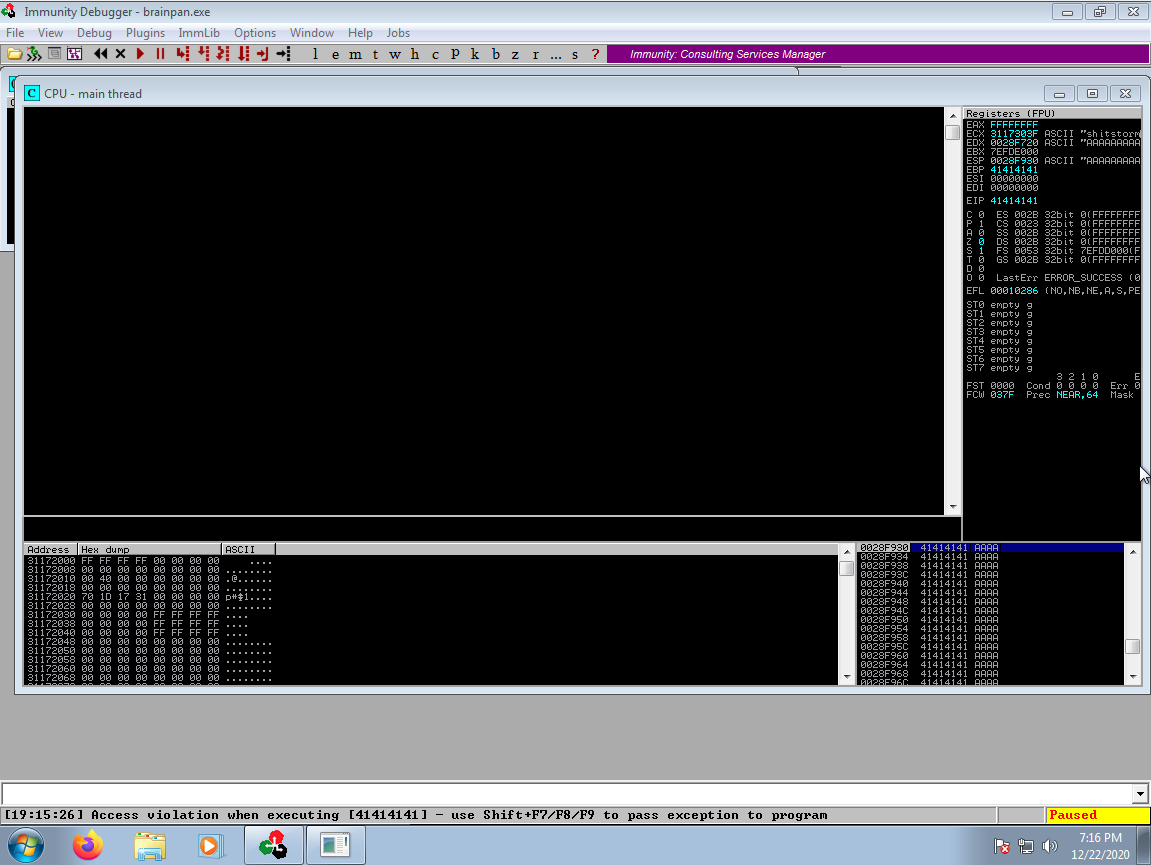 Immunity Debugger - brainpan.exe
File View Debug Plugins ImmLib Options Window Help Jobs
l e m t w h c P k b z r ... s ?
Immunity: Consulting Services Manager
C CPU - main thread
Registers (FPU)
EAX FFFFFFFF
ECX 3117303F ASCII "shitstorm
EDX 0028F720 ASCII "AAAAAAAAA
EBX 7EFDE000
ESP 0028F930 ASCII "AAAAAAAAA
EBP 41414141
ESI 00000000
EDI 00000000
EIP 41414141
C 0 ES 002B 32bit 0(FFFFFFFF
P 1 CS 0023 32bit 0(FFFFFFFF
A 0 SS 002B 32bit 0(FFFFFFFF
Z 0 DS 002B 32bit 0(FFFFFFFF
S 1 FS 0053 32bit 7EFDD000(F
T 0 GS 002B 32bit 0(FFFFFFFF
D 0
O 0 LastErr ERROR_SUCCESS (0
EFL 00010286 (NO,NB,NE,A,S,PE
ST0 empty g
ST1 empty g
ST2 empty g
ST3 empty g
ST4 empty g
ST5 empty g
ST6 empty g
ST7 empty g
3 2 1 0 E
FST 0000 Cond 0 0 0 0 Err 0
FCW 037F Prec NEAR,64 Mask
Address Hex dump ASCII
31172000 FF FF FF FF 00 00 00 00 ....
31172008 00 00 00 00 00 00 00 00 ........
31172010 00 40 00 00 00 00 00 00 .@......
31172018 00 00 00 00 00 00 00 00 ........
31172020 70 1D 17 31 00 00 00 00 p#‡1....
31172028 00 00 00 00 00 00 00 00 ........
31172030 00 00 00 00 FF FF FF FF ....
31172038 00 00 00 00 FF FF FF FF ....
31172040 00 00 00 00 FF FF FF FF ....
31172048 00 00 00 00 00 00 00 00 ........
31172050 00 00 00 00 00 00 00 00 ........
31172058 00 00 00 00 00 00 00 00 ........
31172060 00 00 00 00 00 00 00 00 ........
31172068 00 00 00 00 00 00 00 00 ........
0028F930 41414141 AAAA
0028F934 41414141 AAAA
0028F938 41414141 AAAA
0028F93C 41414141 AAAA
0028F940 41414141 AAAA
0028F944 41414141 AAAA
0028F948 41414141 AAAA
0028F94C 41414141 AAAA
0028F950 41414141 AAAA
0028F954 41414141 AAAA
0028F958 41414141 AAAA
0028F95C 41414141 AAAA
0028F960 41414141 AAAA
0028F964 41414141 AAAA
0028F968 41414141 AAAA
0028F96C 41414141 AAAA
[19:15:26] Access violation when executing [41414141] - use Shift+F7/F8/F9 to pass exception to program
Paused
7:16 PM
12/22/2020